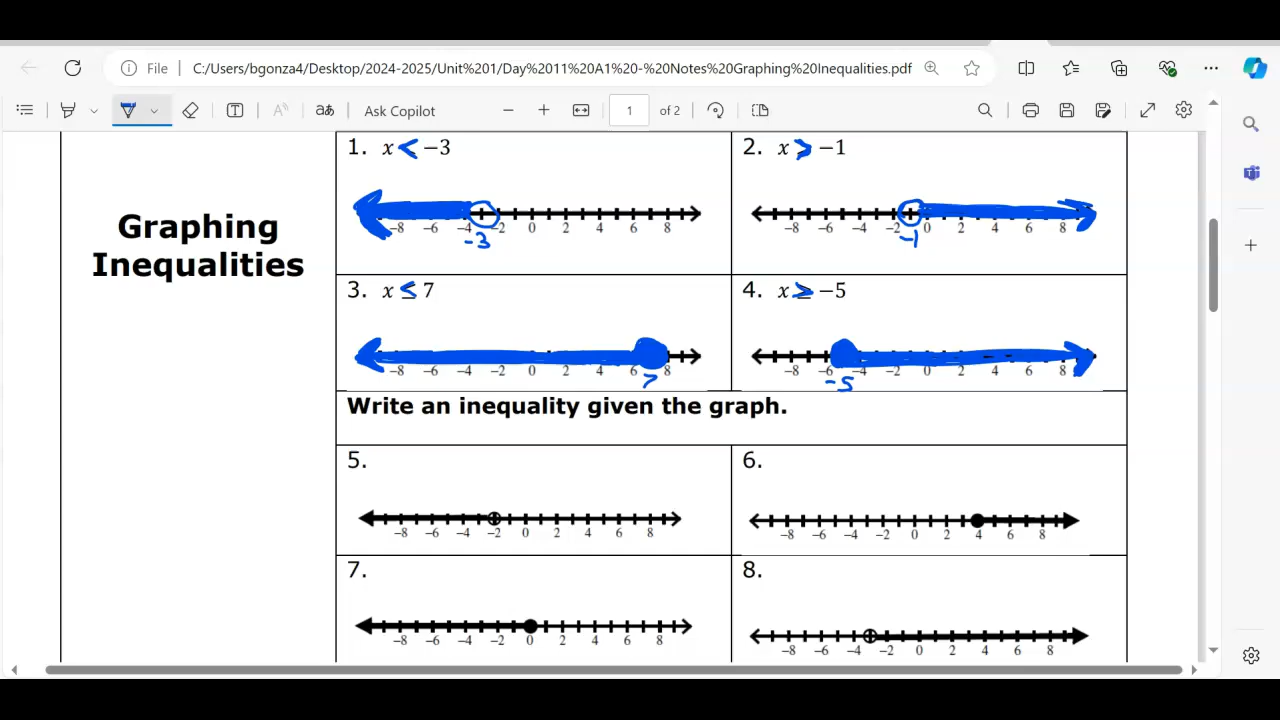 File C:/Users/bgonza4/Desktop/2024-2025/Unit%201/Day%2011%20A1%20-%20Notes%20Graphing%20Inequalities.pdf
aあ Ask Copilot 1 of 2
Graphing
Inequalities
1. x < −3
−8 −6 −4 −2 0 2 4 6 8
-3
2. x > −1
−8 −6 −4 −2 0 2 4 6 8
-1
3. x ≤ 7
−8 −6 −4 −2 0 2 4 6 8
7
4. x ≥ −5
−8 −6 −4 −2 0 2 4 6 8
-5
Write an inequality given the graph.
5.
−8 −6 −4 −2 0 2 4 6 8
6.
−8 −6 −4 −2 0 2 4 6 8
7.
−8 −6 −4 −2 0 2 4 6 8
8.
−8 −6 −4 −2 0 2 4 6 8